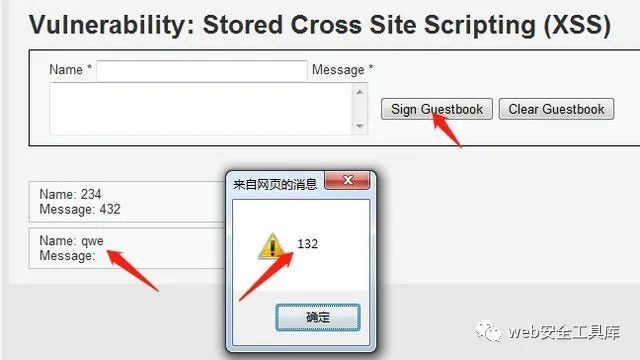 Vulnerability: Stored Cross Site Scripting (XSS)
Name * Message *
Sign Guestbook Clear Guestbook
Name: 234
Message: 432
Name: qwe
Message:
来自网页的消息
132
确定
web安全工具库